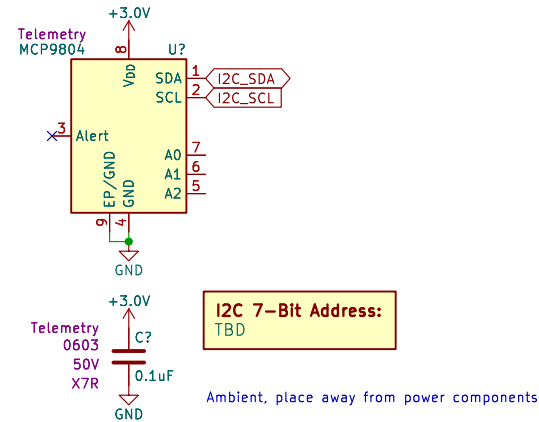 +3.0V
Telemetry
MCP9804
U?
8
VDD
SDA 1 I2C_SDA
SCL 2 I2C_SCL
3 Alert
A0 7
A1 6
A2 5
EP/GND
GND
9
4
GND
+3.0V
Telemetry
0603
50V
X7R
C?
0.1uF
GND
I2C 7-Bit Address:
TBD
Ambient, place away from power components